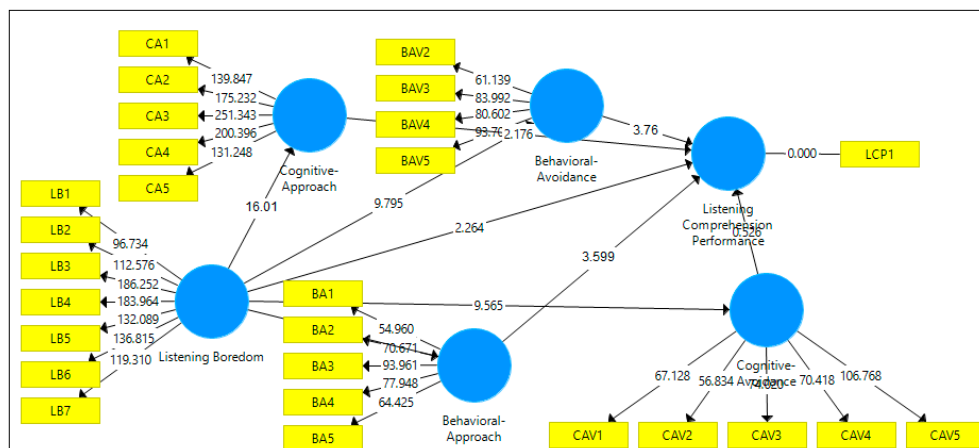 CA1
CA2
CA3
CA4
CA5
139.847
175.232
251.343
200.396
131.248
Cognitive-
Approach
BAV2
BAV3
BAV4
BAV5
61.139
83.992
80.602
2.176
Behavioral-
Avoidance
3.76
0.000
LCP1
Listening
Comprehension
Performance
0.526
16.01
9.795
2.264
3.599
9.565
LB1
LB2
LB3
LB4
LB5
LB6
LB7
96.734
112.576
186.252
183.964
132.089
136.815
119.310
Listening Boredom
BA1
BA2
BA3
BA4
BA5
54.960
70.671
93.961
77.948
64.425
Behavioral-
Approach
Cognitive-
Avoidance
67.128
56.834
70.418
106.768
CAV1
CAV2
CAV3
CAV4
CAV5